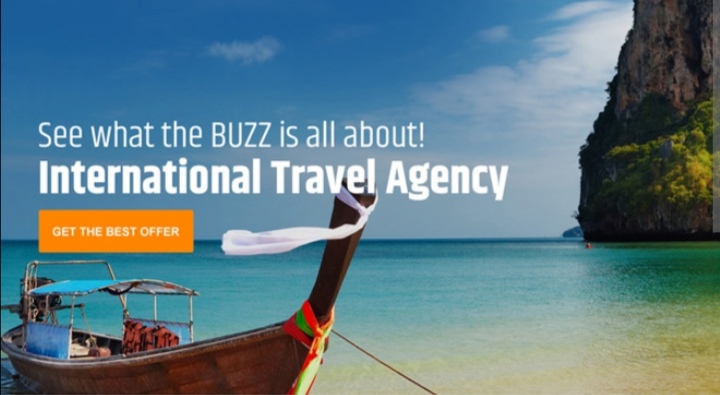 See what the BUZZ is all about!
International Travel Agency
GET THE BEST OFFER